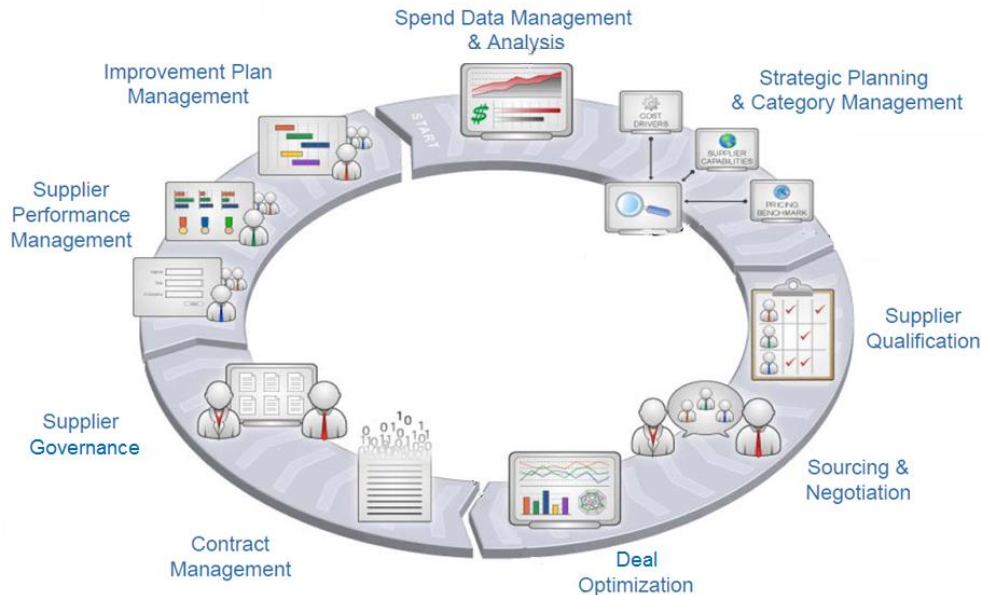 Spend Data Management
& Analysis
Improvement Plan
Management
Strategic Planning
& Category Management
START
$
COST
DRIVERS
SUPPLIER
CAPABILITIES
PRICING
BENCHMARK
Supplier
Performance
Management
Supplier
Qualification
Supplier
Governance
Sourcing &
Negotiation
Contract
Management
Deal
Optimization